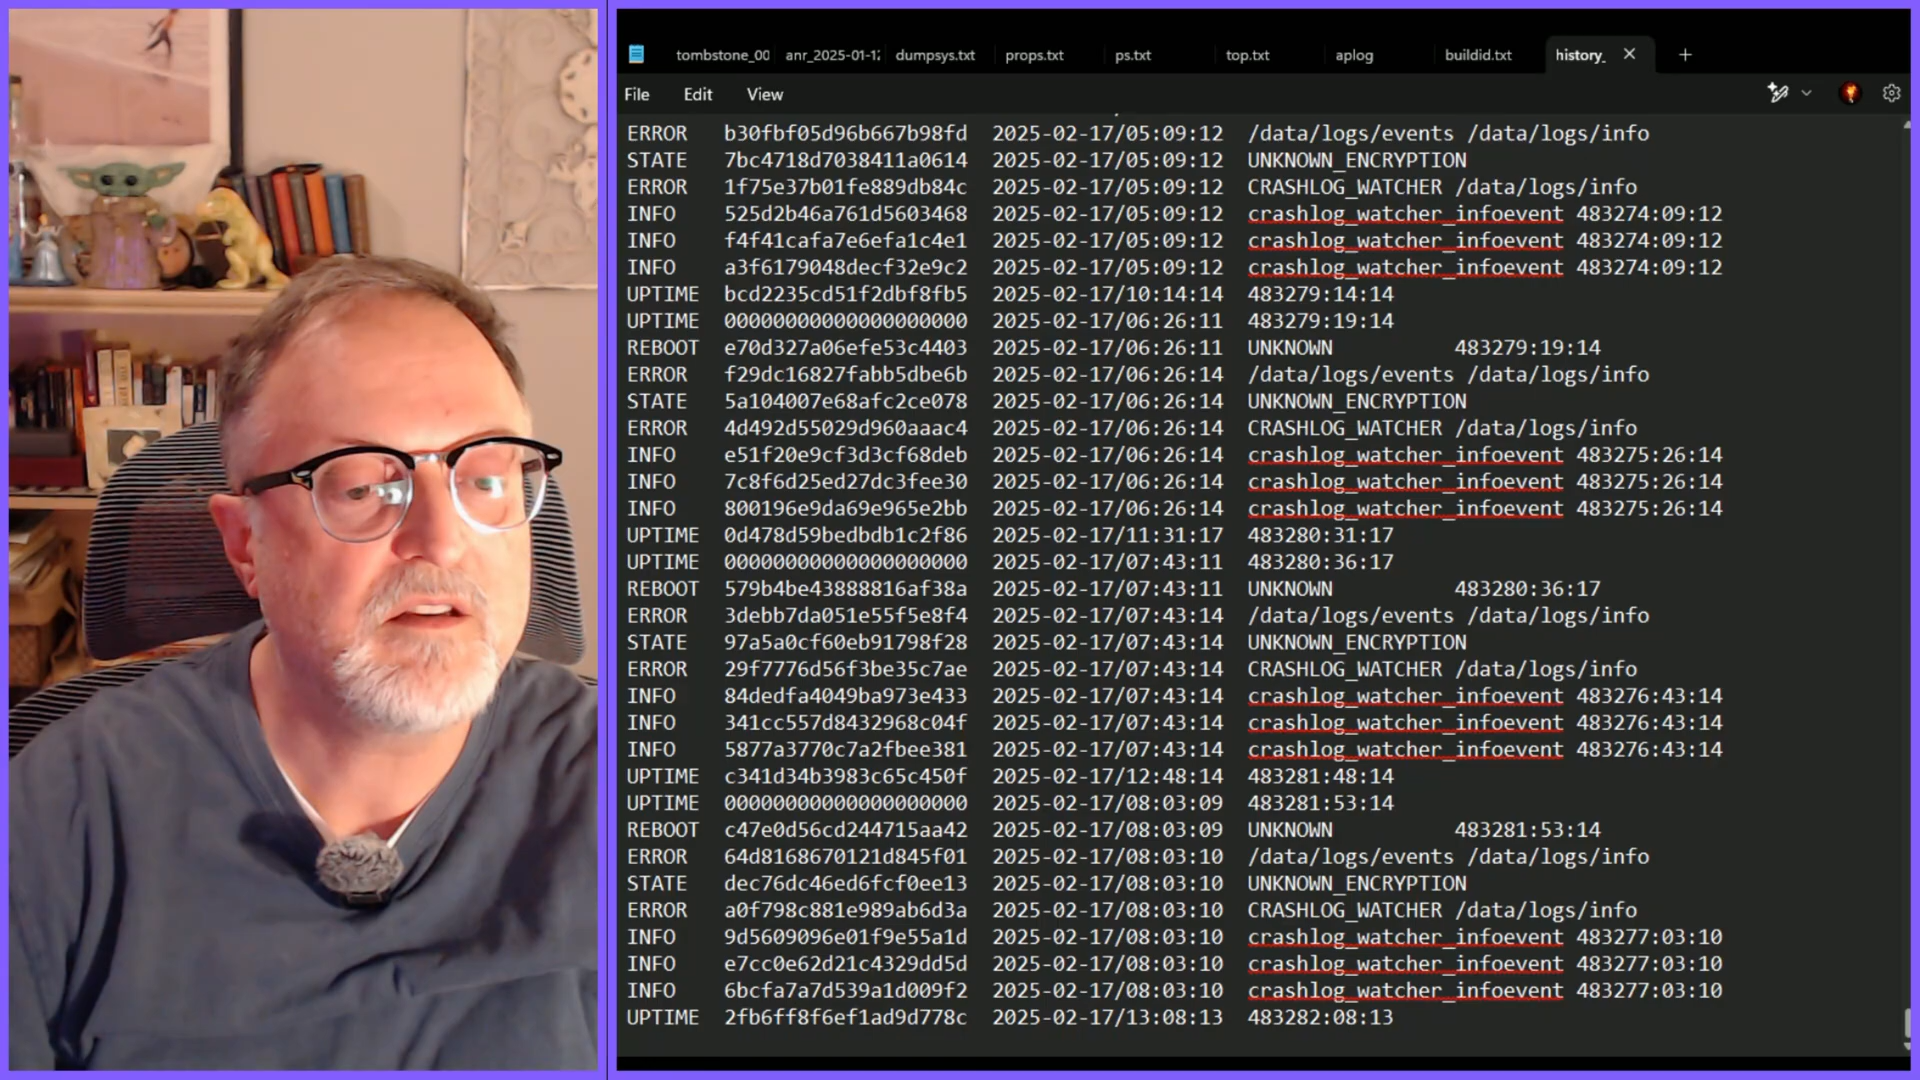 tombstone_00 anr_2025-01-12 dumpsys.txt props.txt ps.txt top.txt aplog buildid.txt history_
File Edit View
ERROR b30fbf05d96b667b98fd 2025-02-17/05:09:12 /data/logs/events /data/logs/info
STATE 7bc4718d7038411a0614 2025-02-17/05:09:12 UNKNOWN_ENCRYPTION
ERROR 1f75e37b01fe889db84c 2025-02-17/05:09:12 CRASHLOG_WATCHER /data/logs/info
INFO 525d2b46a761d5603468 2025-02-17/05:09:12 crashlog_watcher_infoevent 483274:09:12
INFO f4f41cafa7e6efa1c4e1 2025-02-17/05:09:12 crashlog_watcher_infoevent 483274:09:12
INFO a3f6179048decf32e9c2 2025-02-17/05:09:12 crashlog_watcher_infoevent 483274:09:12
UPTIME bcd2235cd51f2dbf8fb5 2025-02-17/10:14:14 483279:14:14
UPTIME 00000000000000000000 2025-02-17/06:26:11 483279:19:14
REBOOT e70d327a06efe53c4403 2025-02-17/06:26:11 UNKNOWN 483279:19:14
ERROR f29dc16827fabb5dbe6b 2025-02-17/06:26:14 /data/logs/events /data/logs/info
STATE 5a104007e68afc2ce078 2025-02-17/06:26:14 UNKNOWN_ENCRYPTION
ERROR 4d492d55029d960aaac4 2025-02-17/06:26:14 CRASHLOG_WATCHER /data/logs/info
INFO e51f20e9cf3d3cf68deb 2025-02-17/06:26:14 crashlog_watcher_infoevent 483275:26:14
INFO 7c8f6d25ed27dc3fee30 2025-02-17/06:26:14 crashlog_watcher_infoevent 483275:26:14
INFO 800196e9da69e965e2bb 2025-02-17/06:26:14 crashlog_watcher_infoevent 483275:26:14
UPTIME 0d478d59bedbdb1c2f86 2025-02-17/11:31:17 483280:31:17
UPTIME 00000000000000000000 2025-02-17/07:43:11 483280:36:17
REBOOT 579b4be43888816af38a 2025-02-17/07:43:11 UNKNOWN 483280:36:17
ERROR 3debb7da051e55f5e8f4 2025-02-17/07:43:14 /data/logs/events /data/logs/info
STATE 97a5a0cf60eb91798f28 2025-02-17/07:43:14 UNKNOWN_ENCRYPTION
ERROR 29f7776d56f3be35c7ae 2025-02-17/07:43:14 CRASHLOG_WATCHER /data/logs/info
INFO 84dedfa4049ba973e433 2025-02-17/07:43:14 crashlog_watcher_infoevent 483276:43:14
INFO 341cc557d8432968c04f 2025-02-17/07:43:14 crashlog_watcher_infoevent 483276:43:14
INFO 5877a3770c7a2fbee381 2025-02-17/07:43:14 crashlog_watcher_infoevent 483276:43:14
UPTIME c341d34b3983c65c450f 2025-02-17/12:48:14 483281:48:14
UPTIME 00000000000000000000 2025-02-17/08:03:09 483281:53:14
REBOOT c47e0d56cd244715aa42 2025-02-17/08:03:09 UNKNOWN 483281:53:14
ERROR 64d8168670121d845f01 2025-02-17/08:03:10 /data/logs/events /data/logs/info
STATE dec76dc46ed6fcf0ee13 2025-02-17/08:03:10 UNKNOWN_ENCRYPTION
ERROR a0f798c881e989ab6d3a 2025-02-17/08:03:10 CRASHLOG_WATCHER /data/logs/info
INFO 9d5609096e01f9e55a1d 2025-02-17/08:03:10 crashlog_watcher_infoevent 483277:03:10
INFO e7cc0e62d21c4329dd5d 2025-02-17/08:03:10 crashlog_watcher_infoevent 483277:03:10
INFO 6bcfa7a7d539a1d009f2 2025-02-17/08:03:10 crashlog_watcher_infoevent 483277:03:10
UPTIME 2fb6ff8f6ef1ad9d778c 2025-02-17/13:08:13 483282:08:13